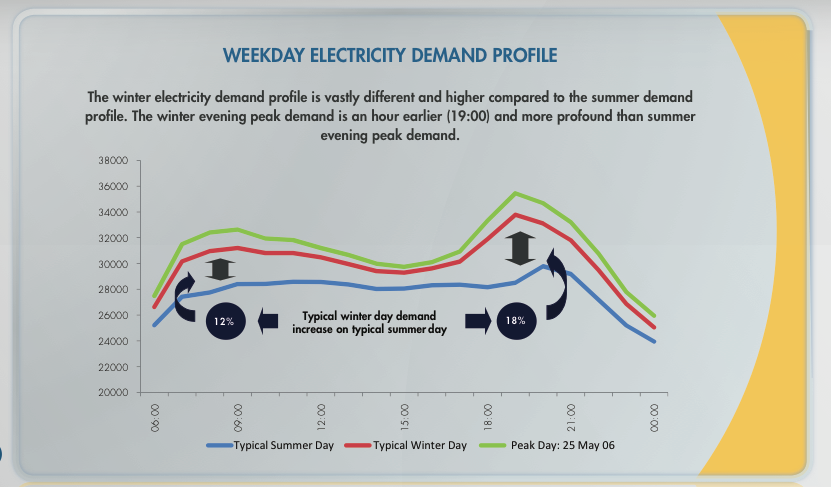 WEEKDAY ELECTRICITY DEMAND PROFILE
The winter electricity demand profile is vastly different and higher compared to the summer demand
profile. The winter evening peak demand is an hour earlier (19:00) and more profound than summer
evening peak demand.
38000
36000
34000
32000
30000
28000
26000
24000
22000
20000
12%
Typical winter day demand
increase on typical summer day
18%
06:00
09:00
12:00
15:00
18:00
21:00
00:00
Typical Summer Day
Typical Winter Day
Peak Day: 25 May 06